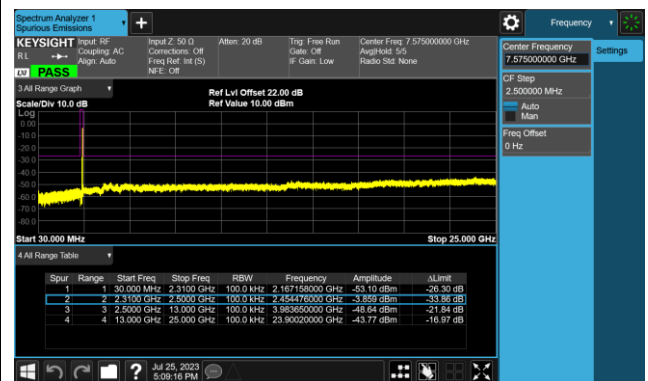 Spectrum Analyzer 1
Spurious Emissions
+
Frequency
KEYSIGHT
R L
LXI
PASS
Input: RF
Coupling: AC
Align: Auto
Input Z: 50 Ω
Corrections: Off
Freq Ref: Int (S)
NFE: Off
Atten: 20 dB
Trig: Free Run
Gate: Off
IF Gain: Low
Center Freq: 7.575000000 GHz
Avg|Hold: 5/5
Radio Std: None
Center Frequency
7.575000000 GHz
Settings
CF Step
2.500000 MHz
Auto
Man
Freq Offset
0 Hz
3 All Range Graph
Scale/Div 10.0 dB
Ref Lvl Offset 22.00 dB
Ref Value 10.00 dBm
Log
0.00
-10.0
-20.0
-30.0
-40.0
-50.0
-60.0
-70.0
-80.0
Start 30.000 MHz
Stop 25.000 GHz
4 All Range Table
Spur Range Start Freq Stop Freq RBW Frequency Amplitude ΔLimit
1 1 30.000 MHz 2.3100 GHz 100.0 kHz 2.167158000 GHz -53.10 dBm -26.30 dB
2 2 2.3100 GHz 2.5000 GHz 100.0 kHz 2.454476000 GHz -3.859 dBm -33.86 dB
3 3 2.5000 GHz 13.000 GHz 100.0 kHz 3.983650000 GHz -48.64 dBm -21.84 dB
4 4 13.000 GHz 25.000 GHz 100.0 kHz 23.90020000 GHz -43.77 dBm -16.97 dB
?
Jul 25, 2023
5:09:16 PM